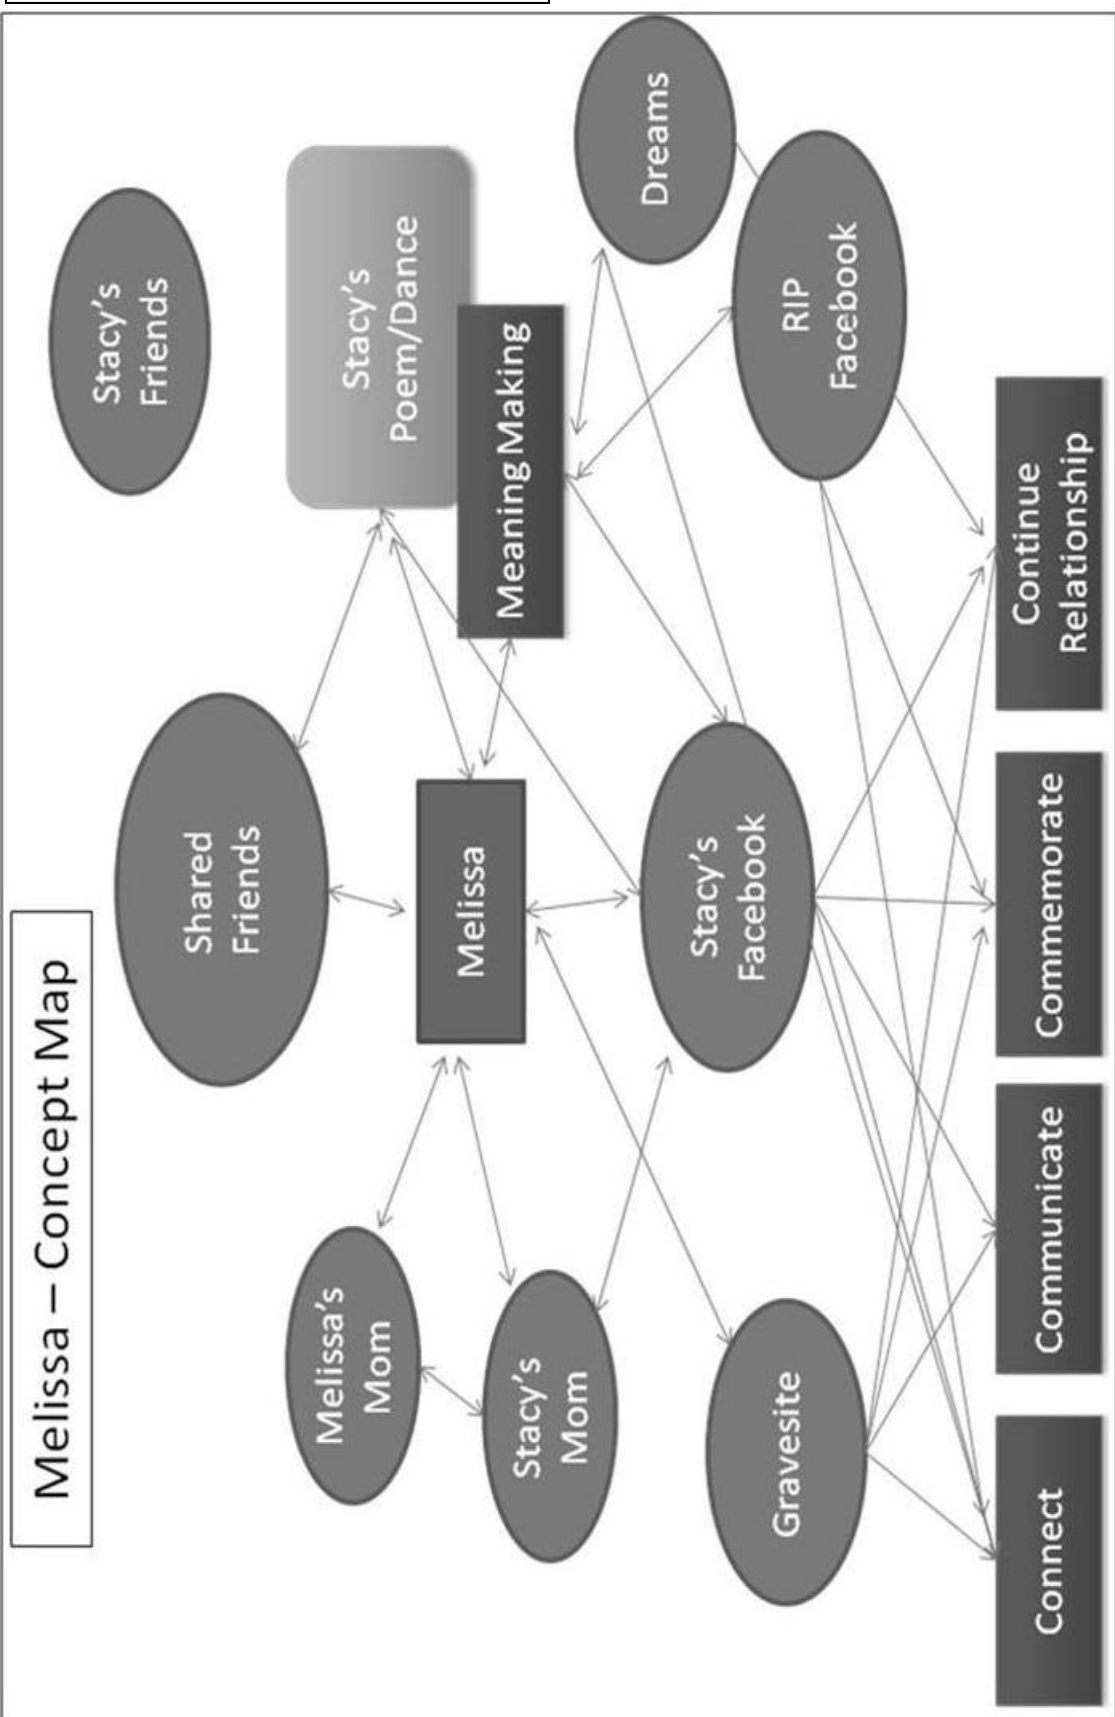 Melissa – Concept Map
Shared
Friends
Stacy's
Friends
Melissa's
Mom
Stacy's
Poem/Dance
Melissa
Meaning Making
Stacy's
Mom
Dreams
Stacy's
Facebook
Gravesite
RIP
Facebook
Connect
Communicate
Commemorate
Continue
Relationship